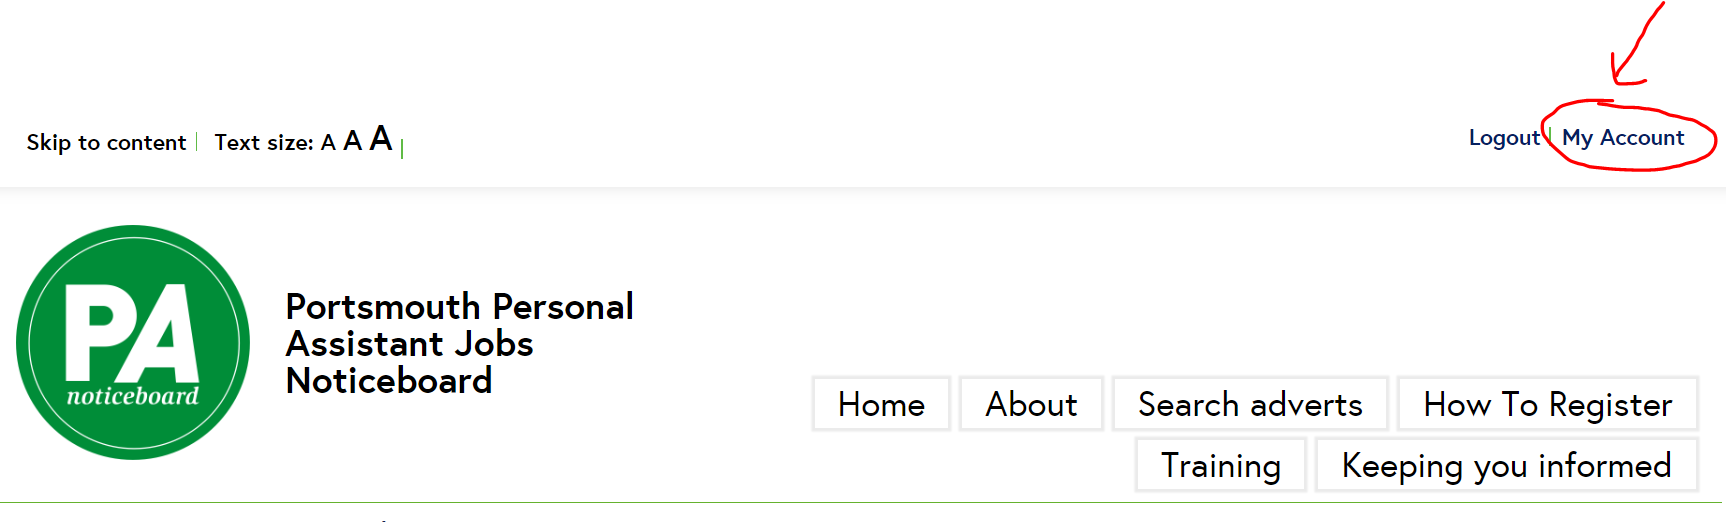 Skip to content
Text size: A A A
Logout
My Account
PA
noticeboard
Portsmouth Personal
Assistant Jobs
Noticeboard
Home
About
Search adverts
How To Register
Training
Keeping you informed